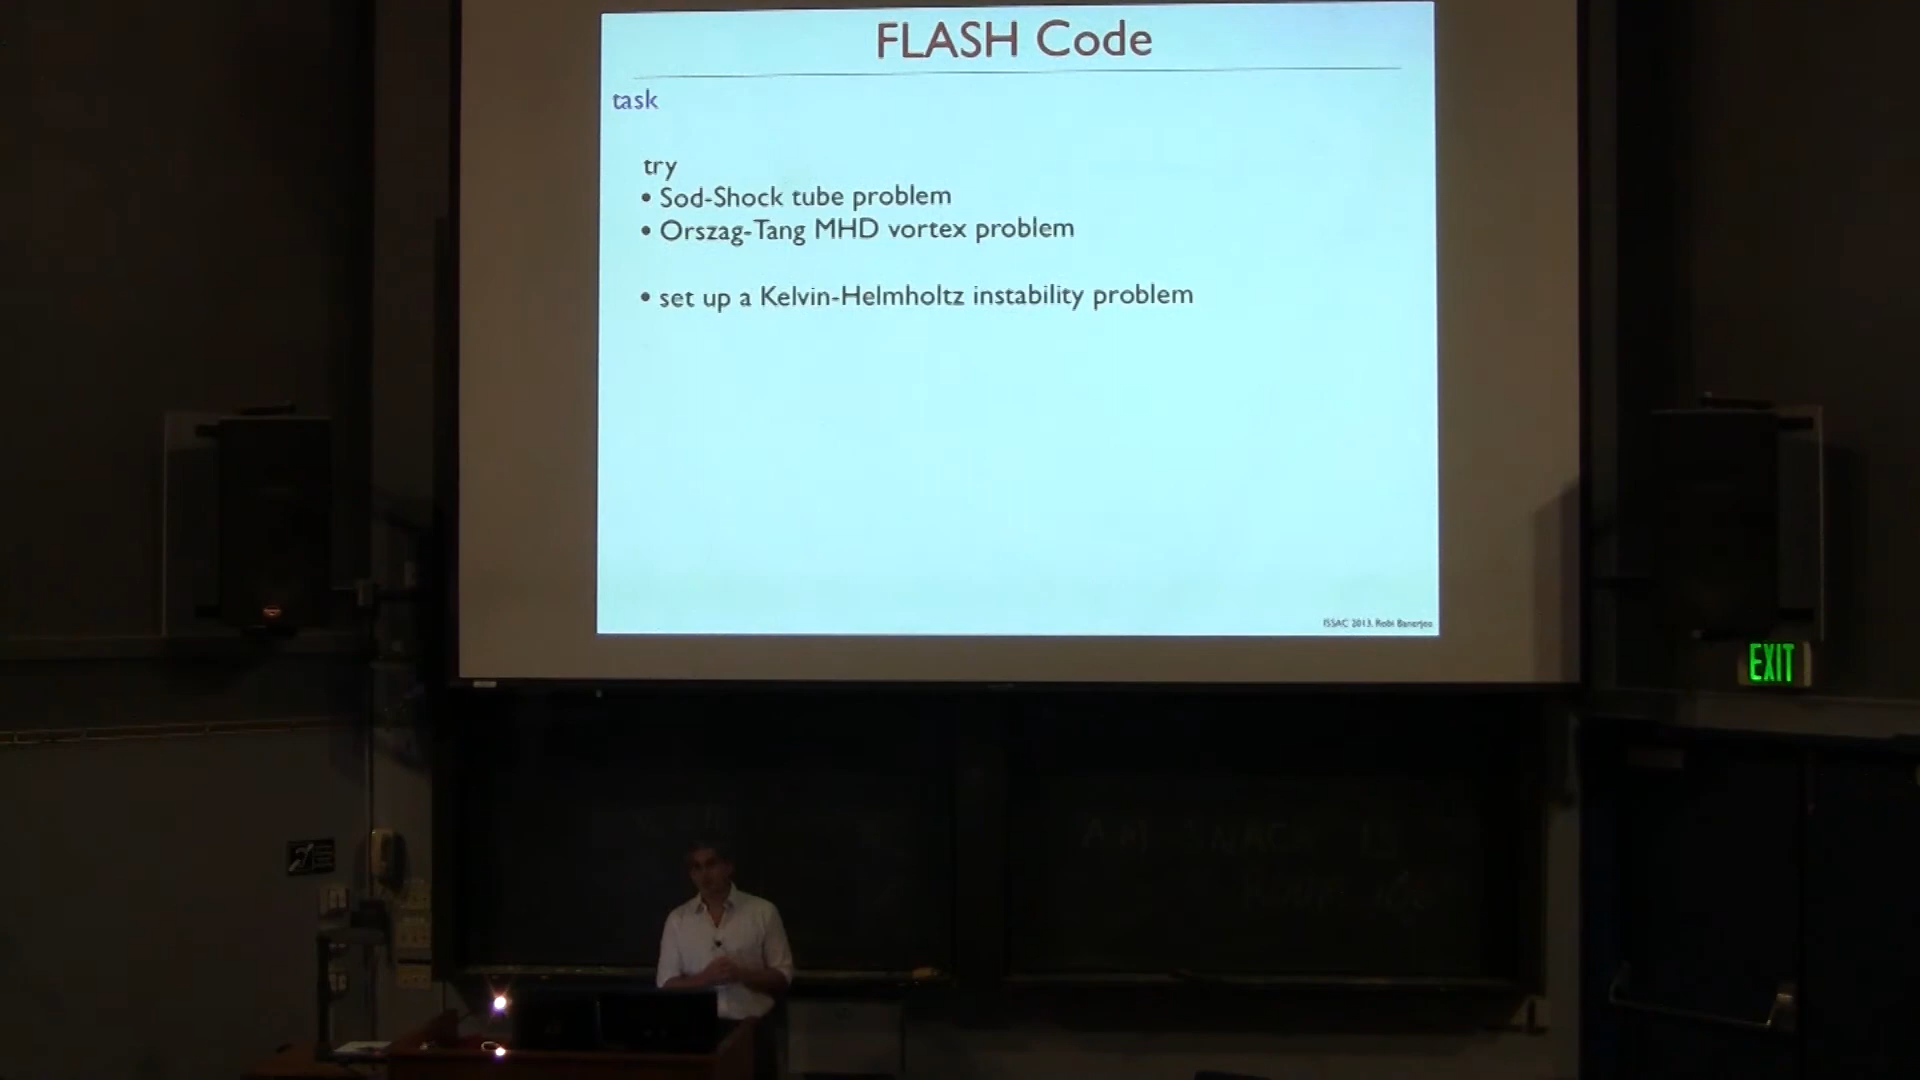 FLASH Code
task
try
• Sod-Shock tube problem
• Orszag-Tang MHD vortex problem
• set up a Kelvin-Helmholtz instability problem
ISSAC 2013, Robi Banerjee
EXIT